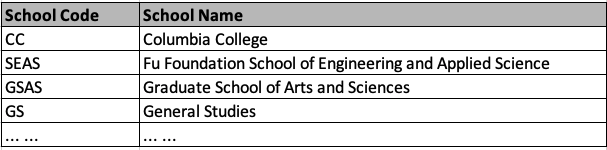 School Code School Name
CC Columbia College
SEAS Fu Foundation School of Engineering and Applied Science
GSAS Graduate School of Arts and Sciences
GS General Studies
... ... ... ...